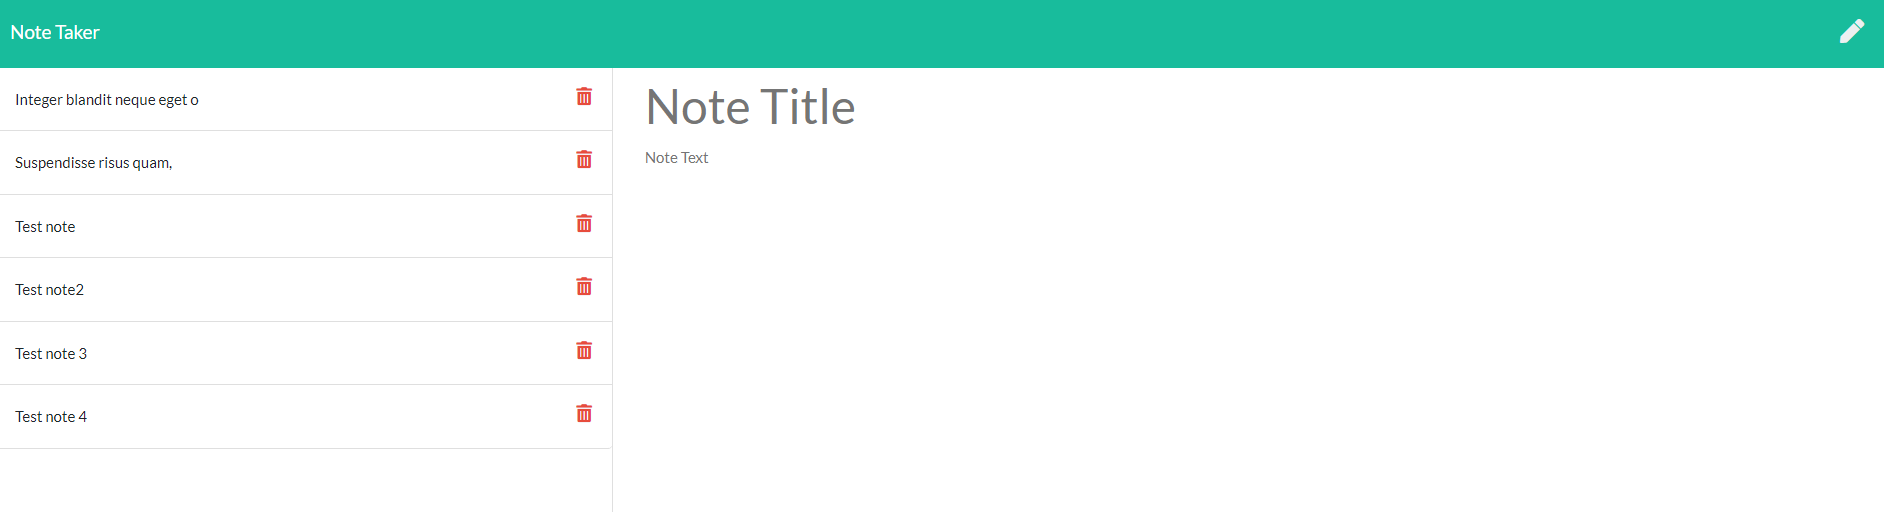 Note Taker
Integer blandit neque eget o
Suspendisse risus quam,
Test note
Test note2
Test note 3
Test note 4
Note Title
Note Text